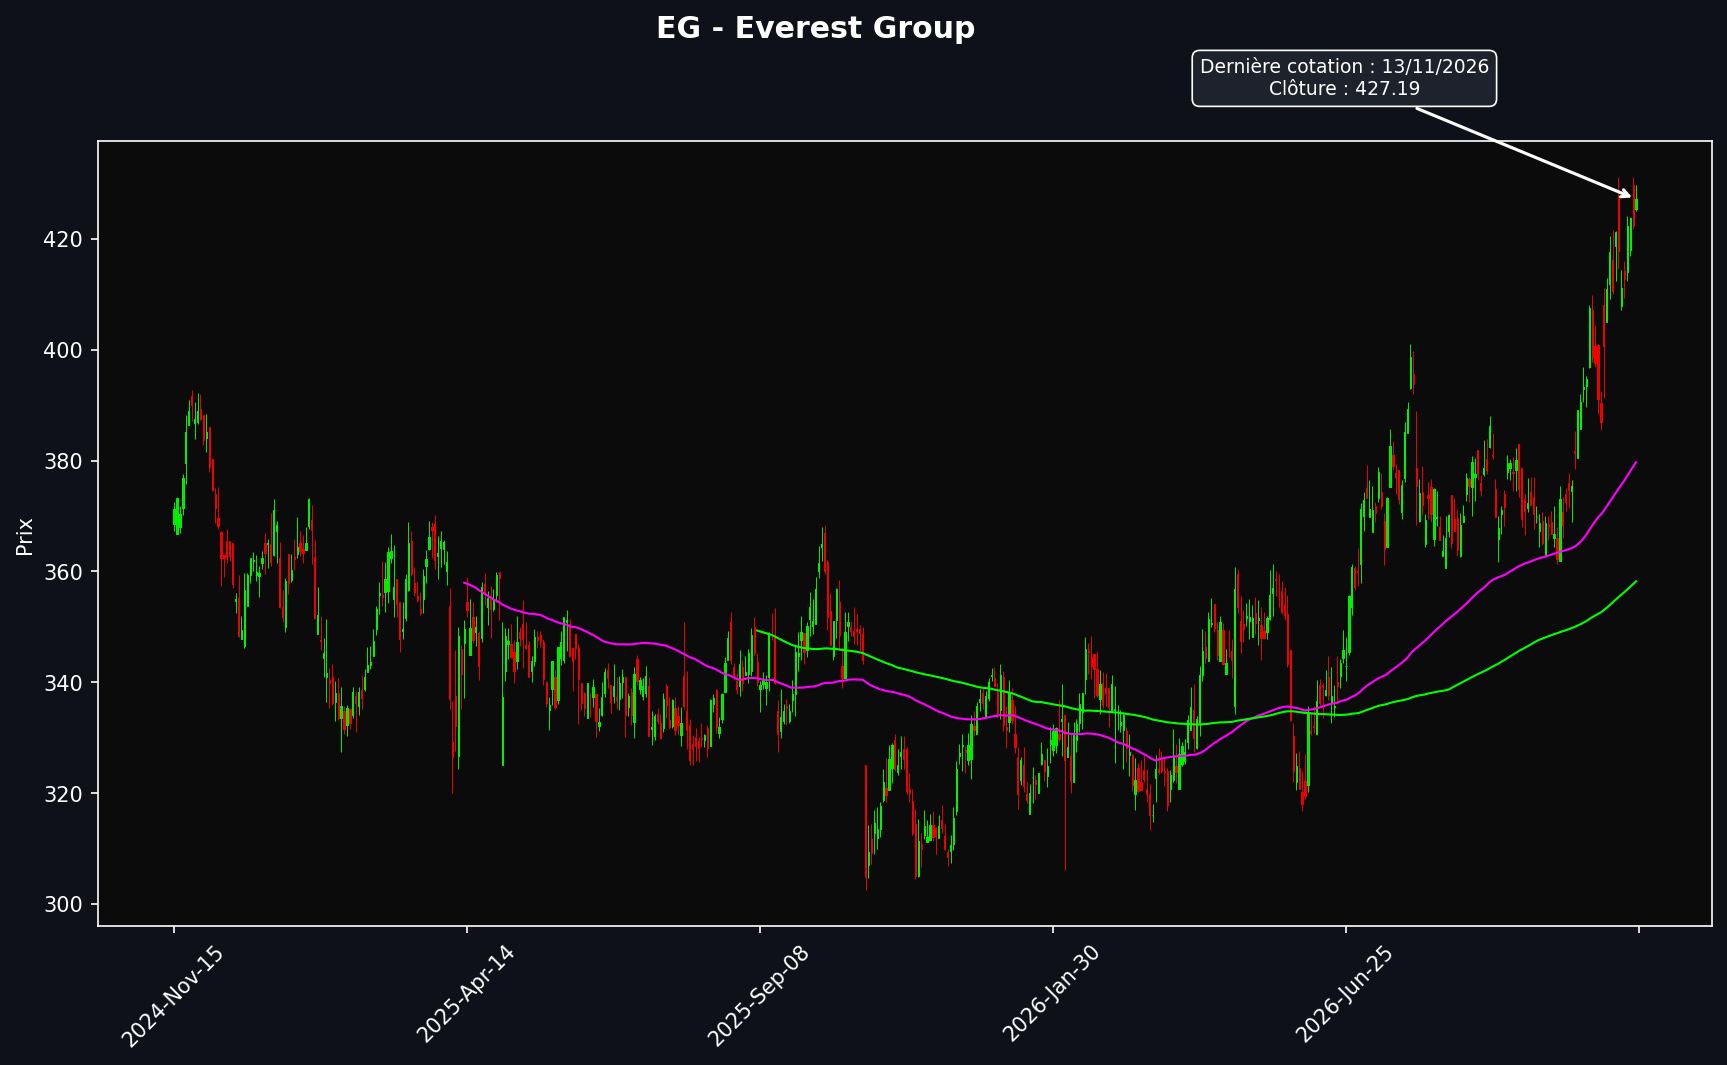 EG - Everest Group
Dernière cotation : 13/11/2026
Clôture : 427.19
Prix
420
400
380
360
340
320
300
2024-Nov-15
2025-Apr-14
2025-Sep-08
2026-Jan-30
2026-Jun-25